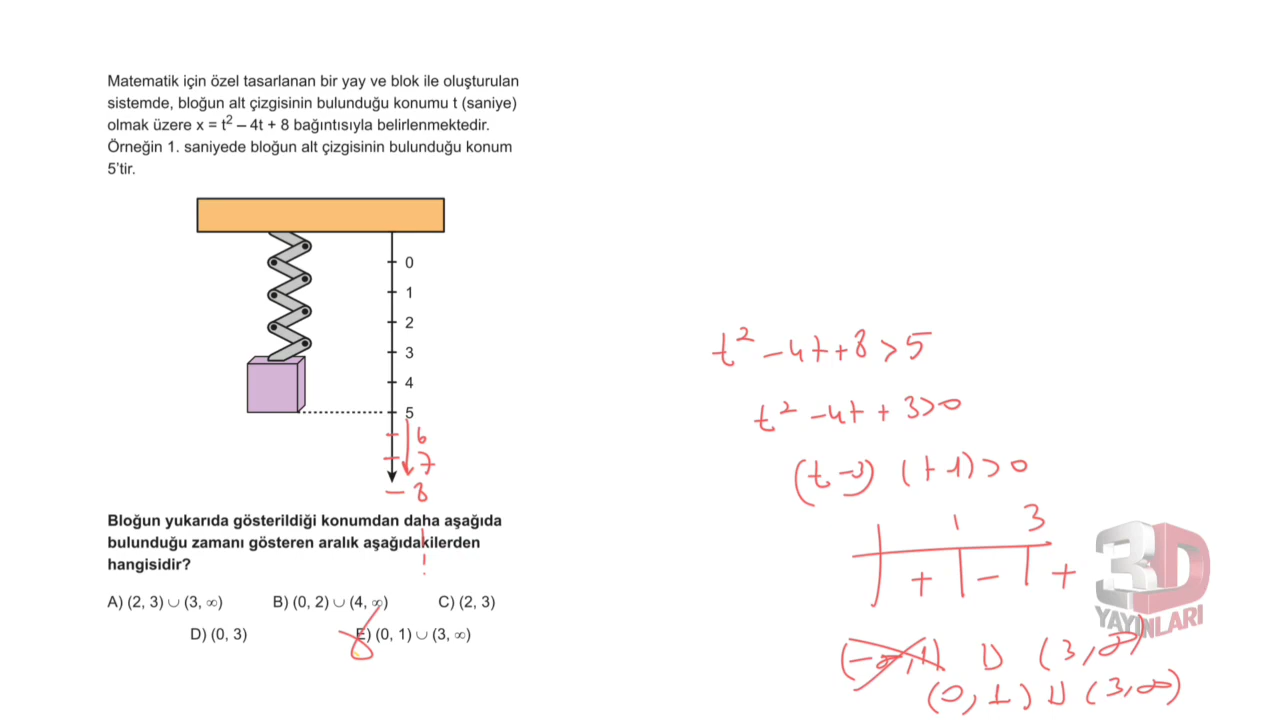 Matematik için özel tasarlanan bir yay ve blok ile oluşturulan
sistemde, bloğun alt çizgisinin bulunduğu konumu t (saniye)
olmak üzere x = t² – 4t + 8 bağıntısıyla belirlenmektedir.
Örneğin 1. saniyede bloğun alt çizgisinin bulunduğu konum
5'tir.
0
1
2
3
4
5
6
7
8
Bloğun yukarıda gösterildiği konumdan daha aşağıda
bulunduğu zamanı gösteren aralık aşağıdakilerden
hangisidir?
!
A) (2, 3) ∪ (3, ∞) B) (0, 2) ∪ (4, ∞) C) (2, 3)
D) (0, 3) E) (0, 1) ∪ (3, ∞)
t² – 4t + 8 > 5
t² – 4t + 3 > 0
(t – 3) (t – 1) > 0
1 3
+ – +
(–∞, 1) ∪ (3, ∞)
(0, 1) ∪ (3, ∞)
3D
YAYINLARI